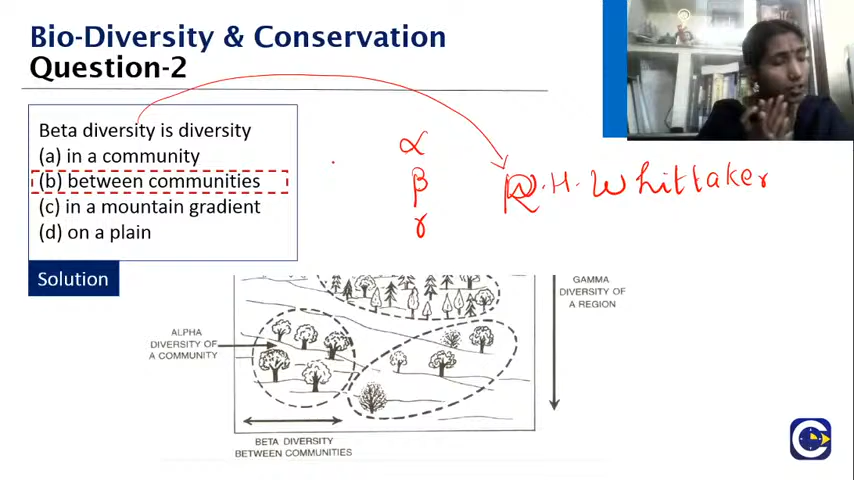 Bio-Diversity & Conservation
Question-2
Beta diversity is diversity
(a) in a community
(b) between communities
(c) in a mountain gradient
(d) on a plain
Solution
α
β
γ
R.H. Whittaker
GAMMA
DIVERSITY OF
A REGION
ALPHA
DIVERSITY OF
A COMMUNITY
BETA DIVERSITY
BETWEEN COMMUNITIES